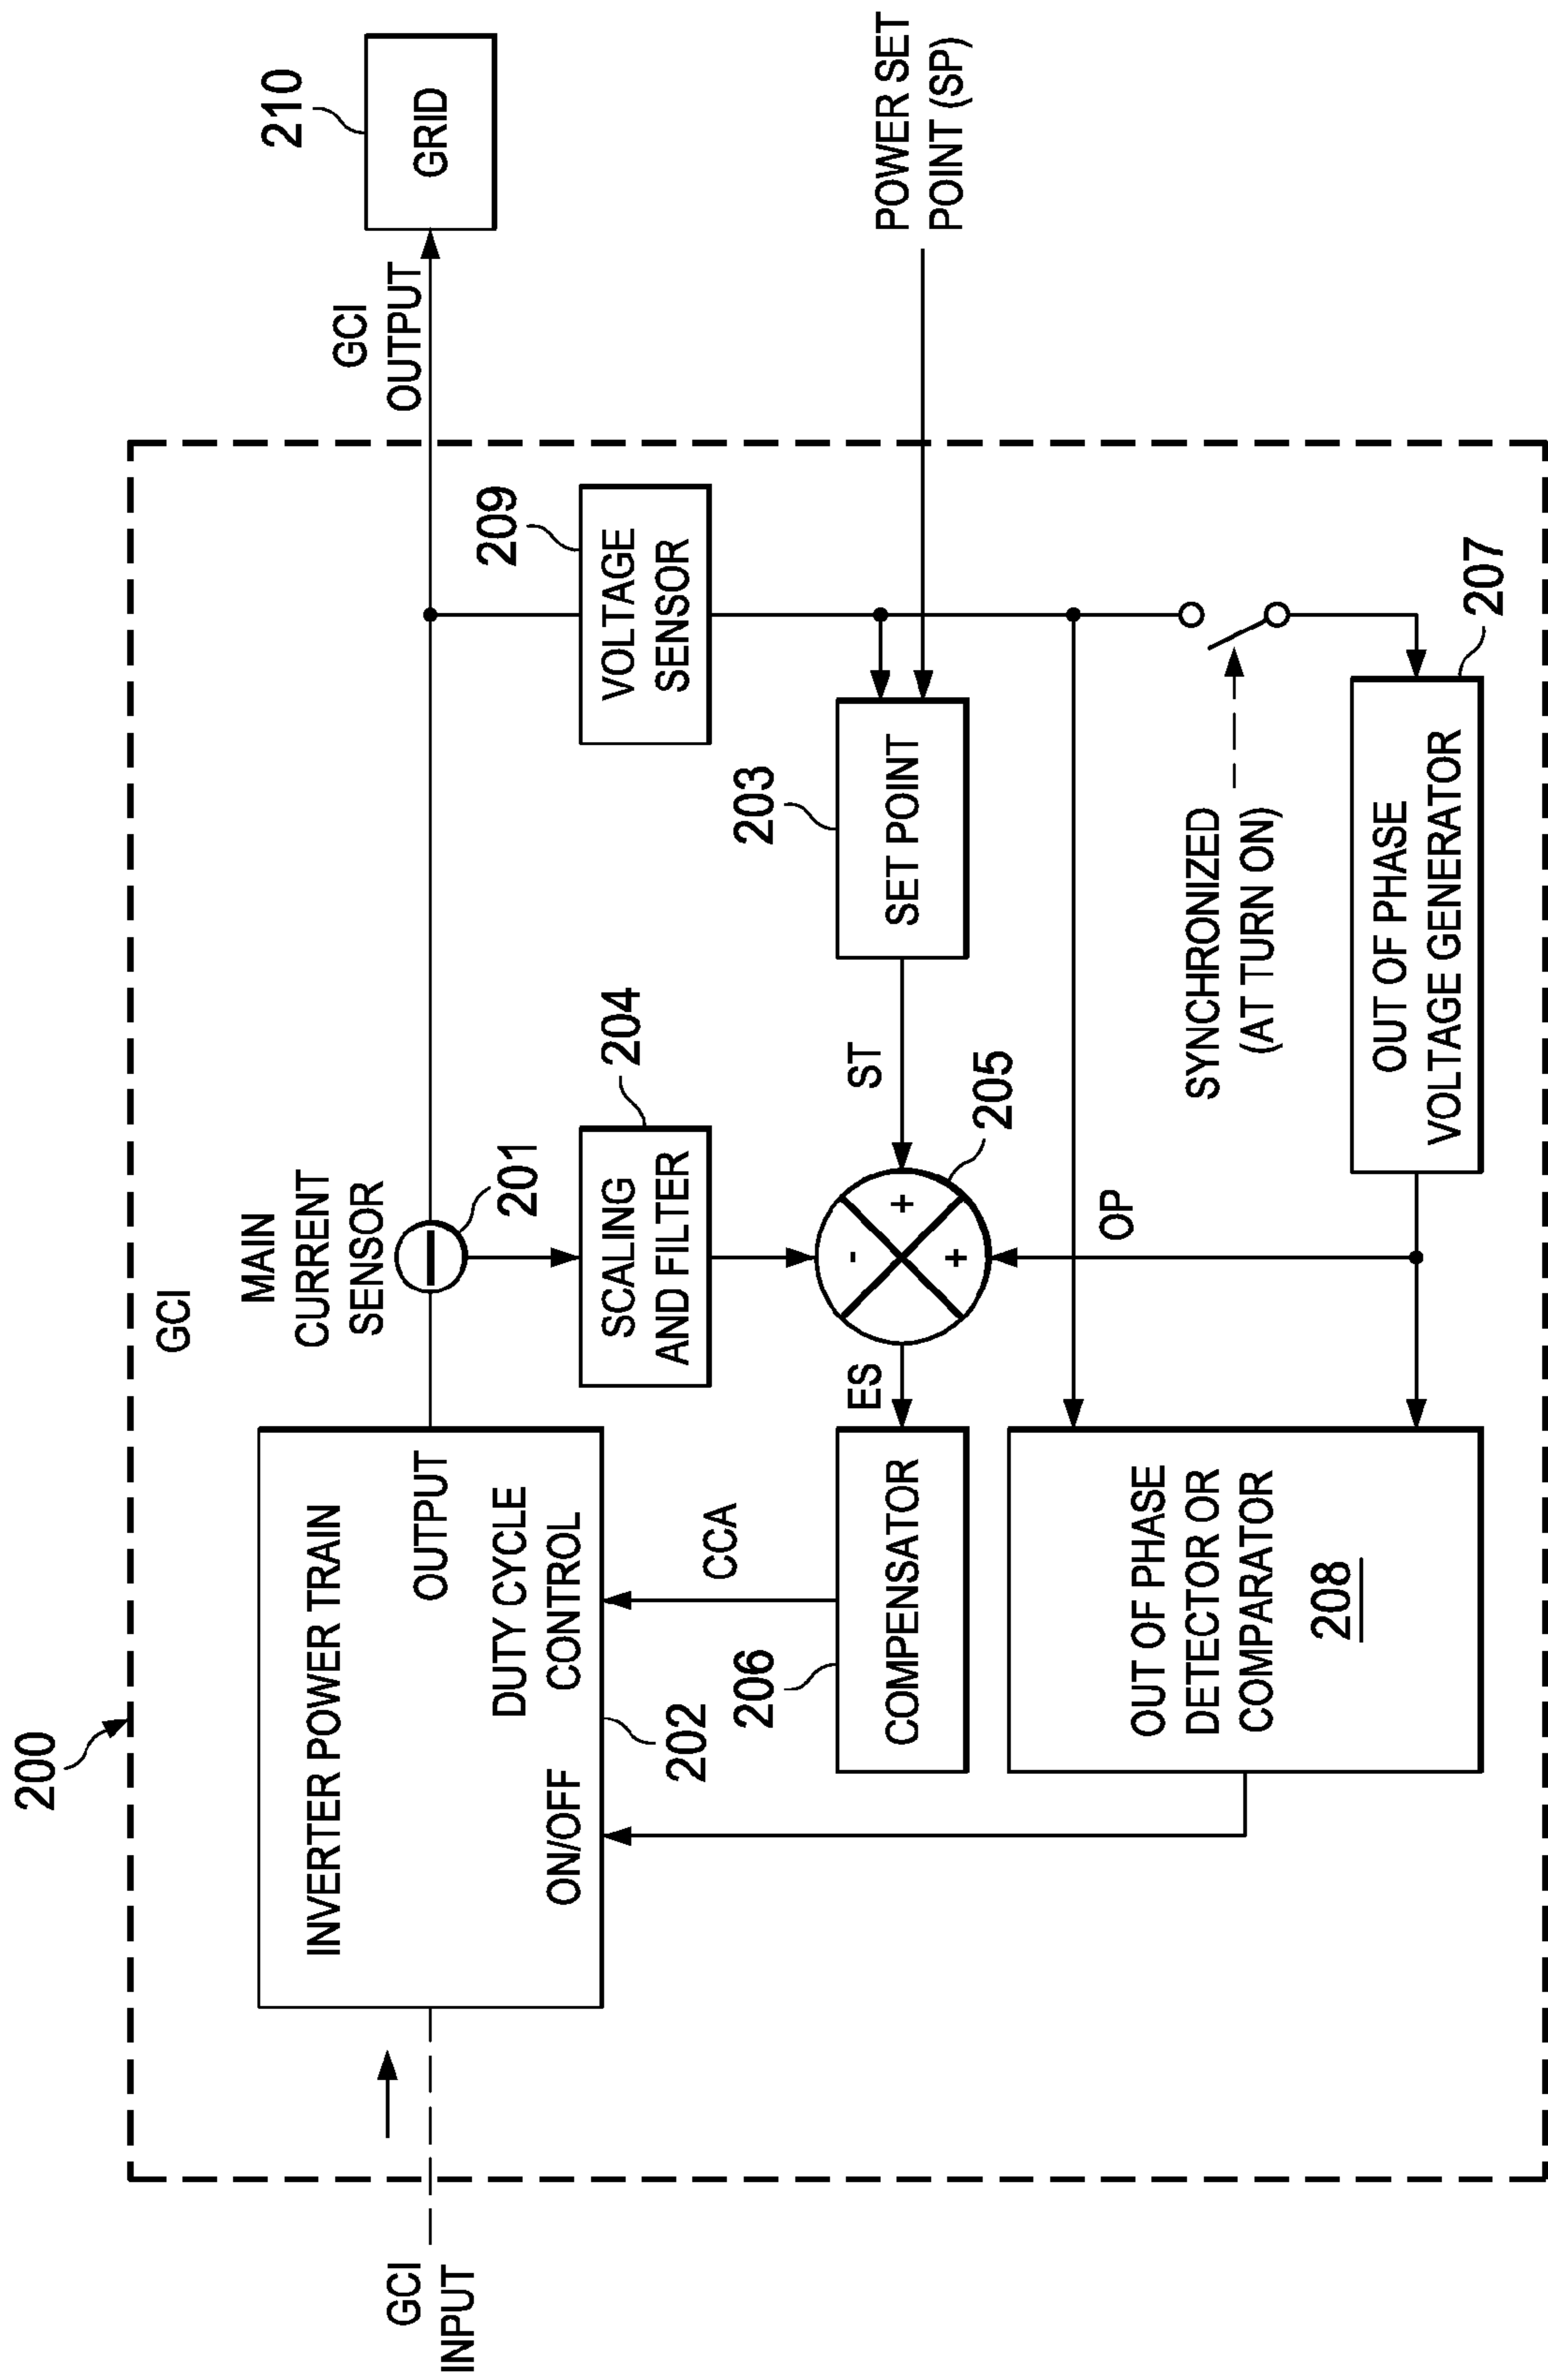 200
GCI
INPUT
GCI
INVERTER POWER TRAIN
OUTPUT
DUTY CYCLE
CONTROL
ON/OFF
202
MAIN
CURRENT
SENSOR
201
GCI
OUTPUT
210
GRID
SCALING
AND FILTER
204
VOLTAGE
SENSOR
209
206
COMPENSATOR
CCA
ES
-
+
+
205
ST
203
SET POINT
POWER SET
POINT (SP)
OUT OF PHASE
DETECTOR OR
COMPARATOR
208
OP
SYNCHRONIZED
(AT TURN ON)
OUT OF PHASE
VOLTAGE GENERATOR
207